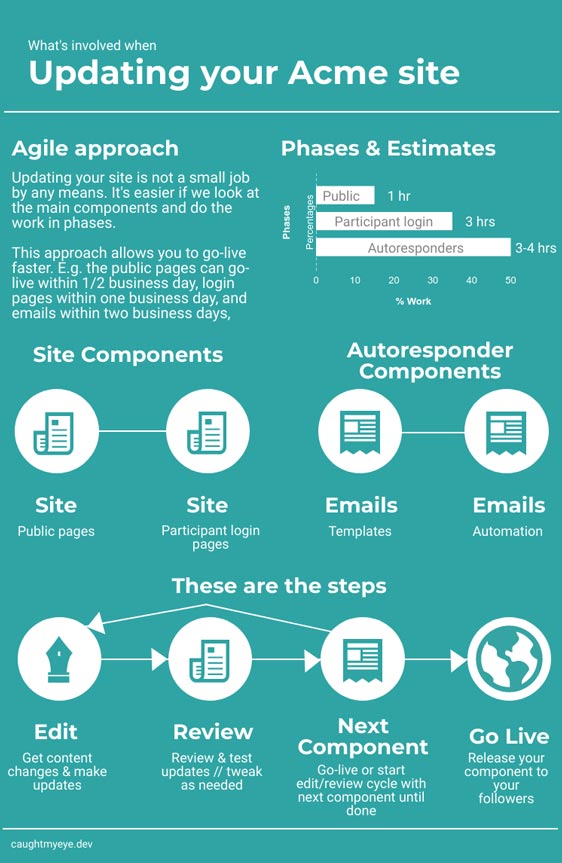 What's involved when
Updating your Acme site
Agile approach
Updating your site is not a small job
by any means. It's easier if we look at
the main components and do the
work in phases.
This approach allows you to go-live
faster. E.g. the public pages can go-
live within 1/2 business day, login
pages within one business day, and
emails within two business days,
Phases & Estimates
Phases
Percentages
Public
1 hr
Participant login
3 hrs
Autoresponders
3-4 hrs
0 10 20 30 40 50
% Work
Site Components
Site
Public pages
Site
Participant login
pages
Autoresponder
Components
Emails
Templates
Emails
Automation
These are the steps
Edit
Get content
changes & make
updates
Review
Review & test
updates // tweak
as needed
Next
Component
Go-live or start
edit/review cycle with
next component until
done
Go Live
Release your
component to
your
followers
caughtmyeye.dev